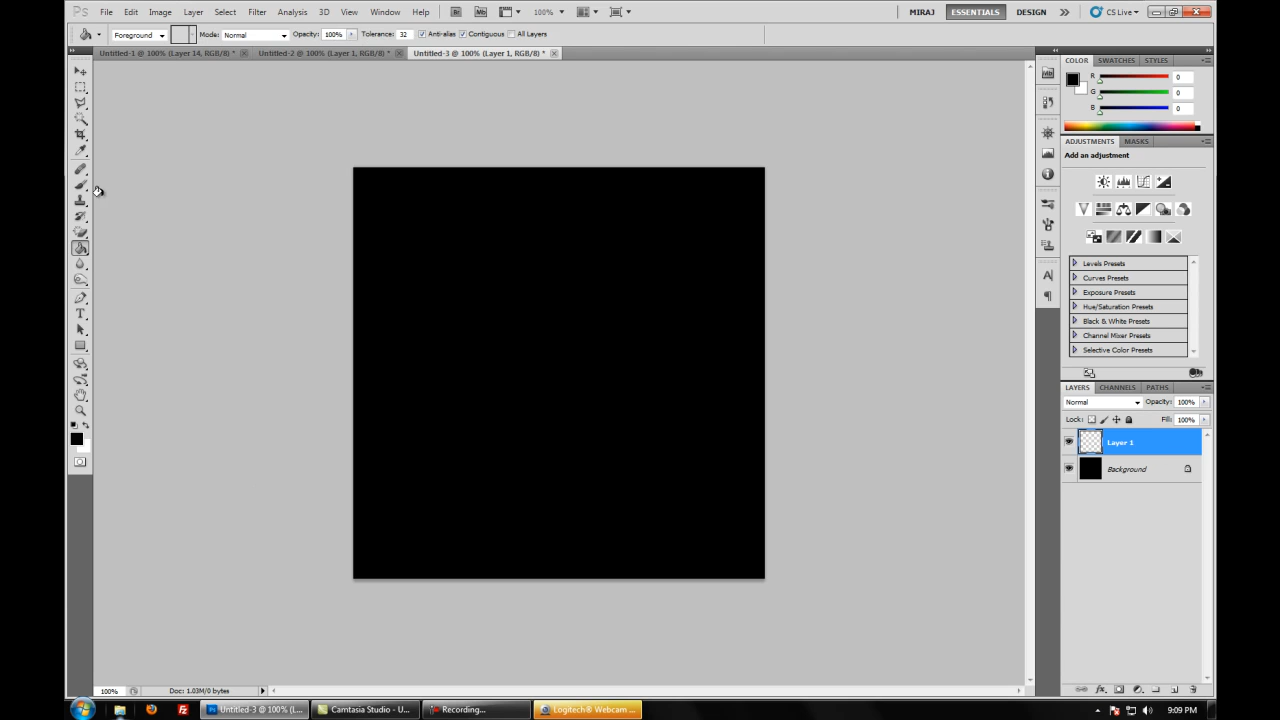 Ps File Edit Image Layer Select Filter Analysis 3D View Window Help Br Mb 100% MIRAJ ESSENTIALS DESIGN CS Live
Foreground Mode: Normal Opacity: 100% Tolerance: 32 Anti-alias Contiguous All Layers
Untitled-1 @ 100% (Layer 14, RGB/8) * Untitled-2 @ 100% (Layer 1, RGB/8) * Untitled-3 @ 100% (Layer 1, RGB/8) *
COLOR SWATCHES STYLES
R 0
G 0
B 0
ADJUSTMENTS MASKS
Add an adjustment
Levels Presets
Curves Presets
Exposure Presets
Hue/Saturation Presets
Black & White Presets
Channel Mixer Presets
Selective Color Presets
LAYERS CHANNELS PATHS
Normal Opacity: 100%
Lock: Fill: 100%
Layer 1
Background
100% Doc: 1.03M/0 bytes
Untitled-3 @ 100% (L... Camtasia Studio - U... Recording... Logitech® Webcam ... 9:09 PM